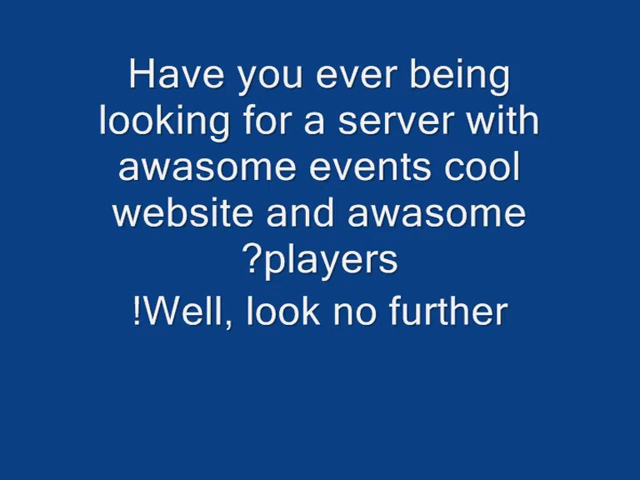 Have you ever being
looking for a server with
awasome events cool
website and awasome
?players
!Well, look no further